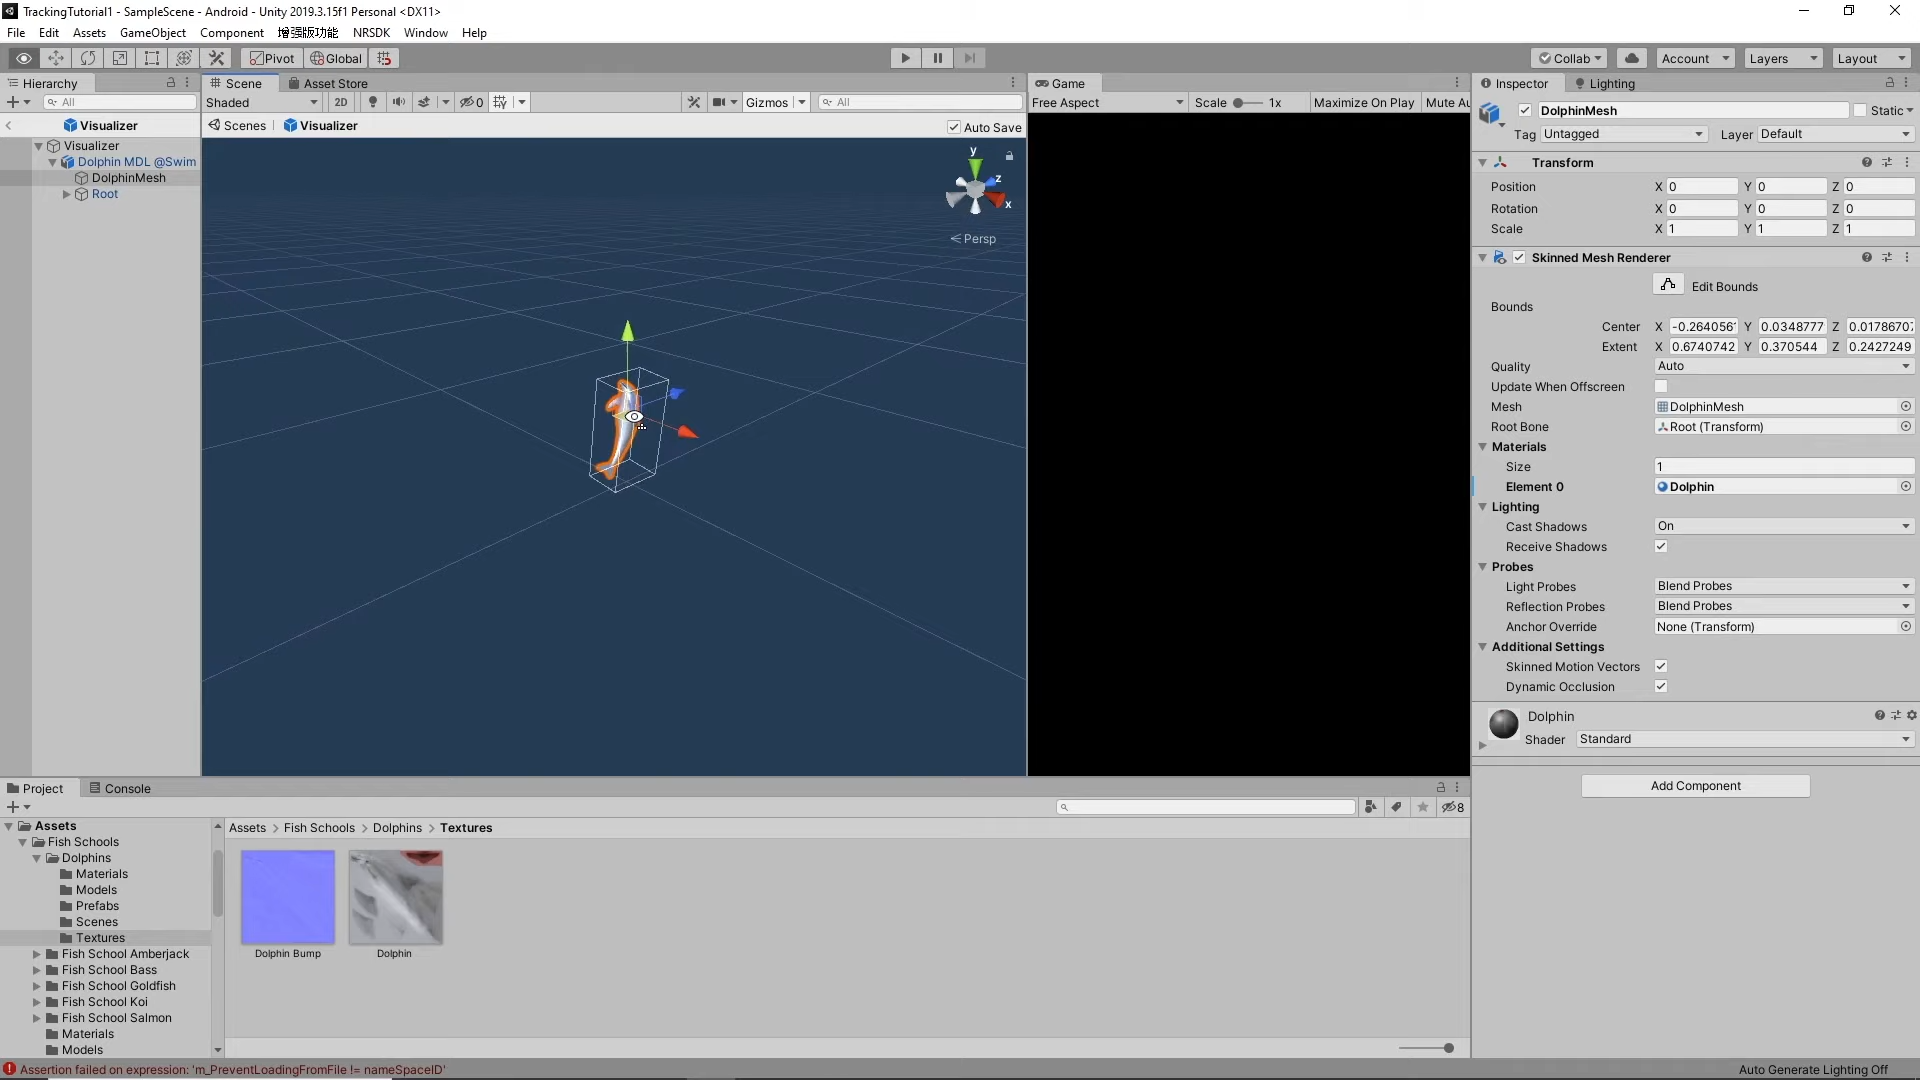 TrackingTutorial1 - SampleScene - Android - Unity 2019.3.15f1 Personal <DX11>
File Edit Assets GameObject Component 增强版功能 NRSDK Window Help
Pivot Global Collab Account Layers Layout
Hierarchy Scene Asset Store Game Inspector Lighting
All Shaded 2D 0 Gizmos All Free Aspect Scale 1x Maximize On Play Mute Au DolphinMesh Static
Visualizer Scenes Visualizer Auto Save Tag Untagged Layer Default
Visualizer
Dolphin MDL @Swim
DolphinMesh
Root
y
z
x
Persp
Transform
Position X 0 Y 0 Z 0
Rotation X 0 Y 0 Z 0
Scale X 1 Y 1 Z 1
Skinned Mesh Renderer
Edit Bounds
Bounds
Center X -0.264056 Y 0.0348777 Z 0.0178670
Extent X 0.6740742 Y 0.370544 Z 0.2427249
Quality Auto
Update When Offscreen
Mesh DolphinMesh
Root Bone Root (Transform)
Materials
Size 1
Element 0 Dolphin
Lighting
Cast Shadows On
Receive Shadows
Probes
Light Probes Blend Probes
Reflection Probes Blend Probes
Anchor Override None (Transform)
Additional Settings
Skinned Motion Vectors
Dynamic Occlusion
Dolphin
Shader Standard
Add Component
Project Console
8
Assets
Fish Schools
Dolphins
Materials
Models
Prefabs
Scenes
Textures
Fish School Amberjack
Fish School Bass
Fish School Goldfish
Fish School Koi
Fish School Salmon
Materials
Models
Assets > Fish Schools > Dolphins > Textures
Dolphin Bump Dolphin
Assertion failed on expression: 'm_PreventLoadingFromFile != nameSpaceID'
Auto Generate Lighting Off